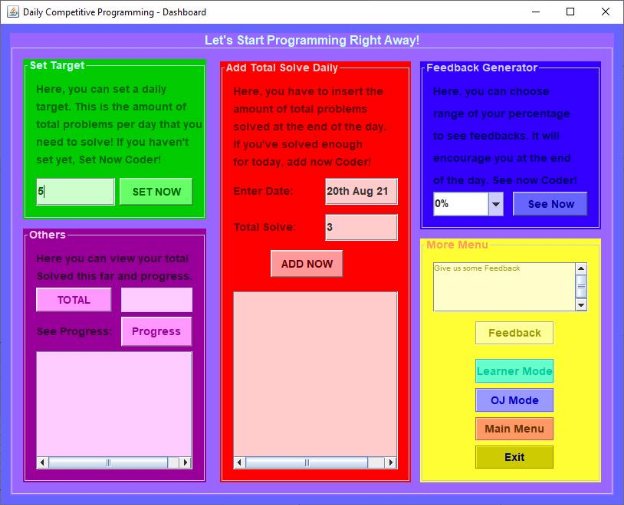 Daily Competitive Programming - Dashboard
Let's Start Programming Right Away!
Set Target
Here, you can set a daily
target. This is the amount of
total problems per day that you
need to solve! If you haven't
set yet, Set Now Coder!
5
SET NOW
Others
Here you can view your total
Solved this far and progress.
TOTAL
See Progress:
Progress
Add Total Solve Daily
Here, you have to insert the
amount of total problems
solved at the end of the day.
If you've solved enough
for today, add now Coder!
Enter Date:
20th Aug 21
Total Solve:
3
ADD NOW
Feedback Generator
Here, you can choose
range of your percentage
to see feedbacks. It will
encourage you at the end
of the day. See now Coder!
0%
See Now
More Menu
Give us some Feedback
Feedback
Learner Mode
OJ Mode
Main Menu
Exit